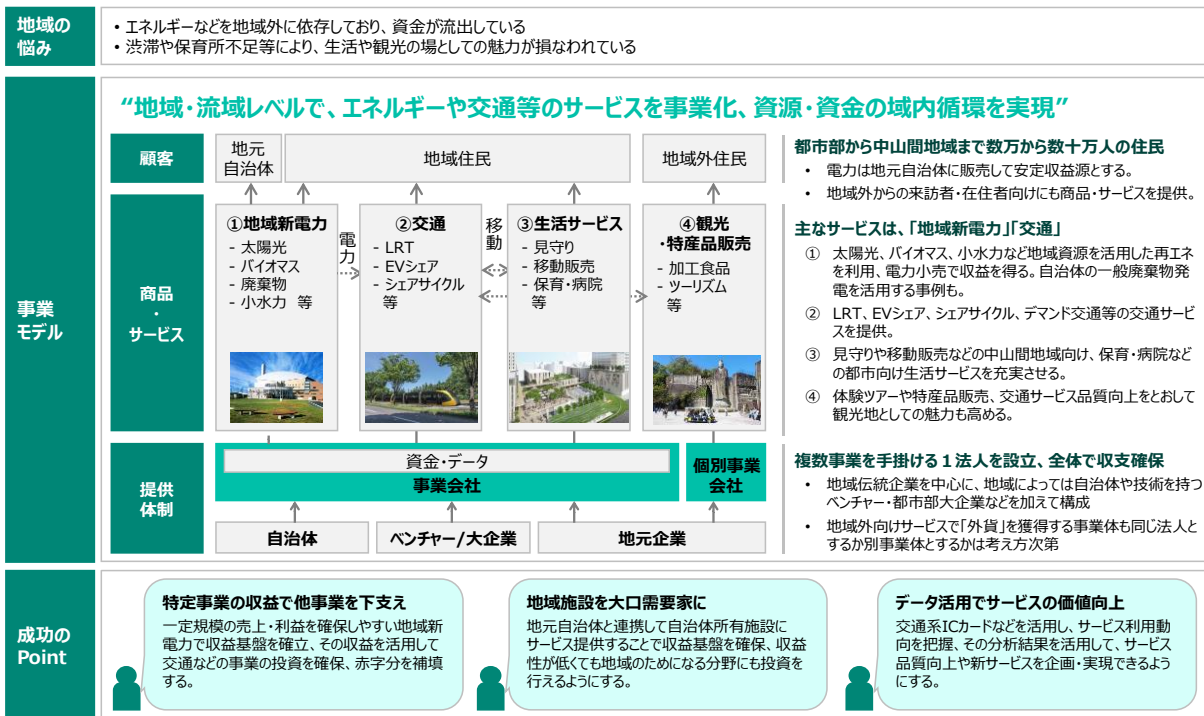 地域の
悩み
・エネルギーなどを地域外に依存しており、資金が流出している
・渋滞や保育所不足等により、生活や観光の場としての魅力が損なわれている
事業
モデル
“地域・流域レベルで、エネルギーや交通等のサービスを事業化、資源・資金の域内循環を実現”
顧客
地元
自治体
地域住民
地域外住民
商品
・
サービス
①地域新電力
- 太陽光
- バイオマス
- 廃棄物
- 小水力 等
電力
②交通
- LRT
- EVシェア
- シェアサイクル
等
移動
③生活サービス
- 見守り
- 移動販売
- 保育・病院
等
④観光
・特産品販売
- 加工食品
- ツーリズム
等
提供
体制
資金・データ
事業会社
個別事業
会社
自治体
ベンチャー/大企業
地元企業
都市部から中山間地域まで数万から数十万人の住民
• 電力は地元自治体に販売して安定収益源とする。
• 地域外からの来訪者・在住者向けにも商品・サービスを提供。
主なサービスは、「地域新電力」「交通」
① 太陽光、バイオマス、小水力など地域資源を活用した再エネ
を利用、電力小売で収益を得る。自治体の一般廃棄物発
電を活用する事例も。
② LRT、EVシェア、シェアサイクル、デマンド交通等の交通サービ
スを提供。
③ 見守りや移動販売などの中山間地域向け、保育・病院など
の都市向け生活サービスを充実させる。
④ 体験ツアーや特産品販売、交通サービス品質向上をとおして
観光地としての魅力も高める。
複数事業を手掛ける１法人を設立、全体で収支確保
• 地域伝統企業を中心に、地域によっては自治体や技術を持つ
ベンチャー・都市部大企業などを加えて構成
• 地域外向けサービスで「外貨」を獲得する事業体も同じ法人と
するか別事業体とするかは考え方次第
成功の
Point
特定事業の収益で他事業を下支え
一定規模の売上・利益を確保しやすい地域新
電力で収益基盤を確立、その収益を活用して
交通などの事業の投資を確保、赤字分を補填
する。
地域施設を大口需要家に
地元自治体と連携して自治体所有施設に
サービス提供することで収益基盤を確保、収益
性が低くても地域のためになる分野にも投資を
行えるようにする。
データ活用でサービスの価値向上
交通系ICカードなどを活用し、サービス利用動
向を把握、その分析結果を活用して、サービス
品質向上や新サービスを企画・実現できるよう
にする。